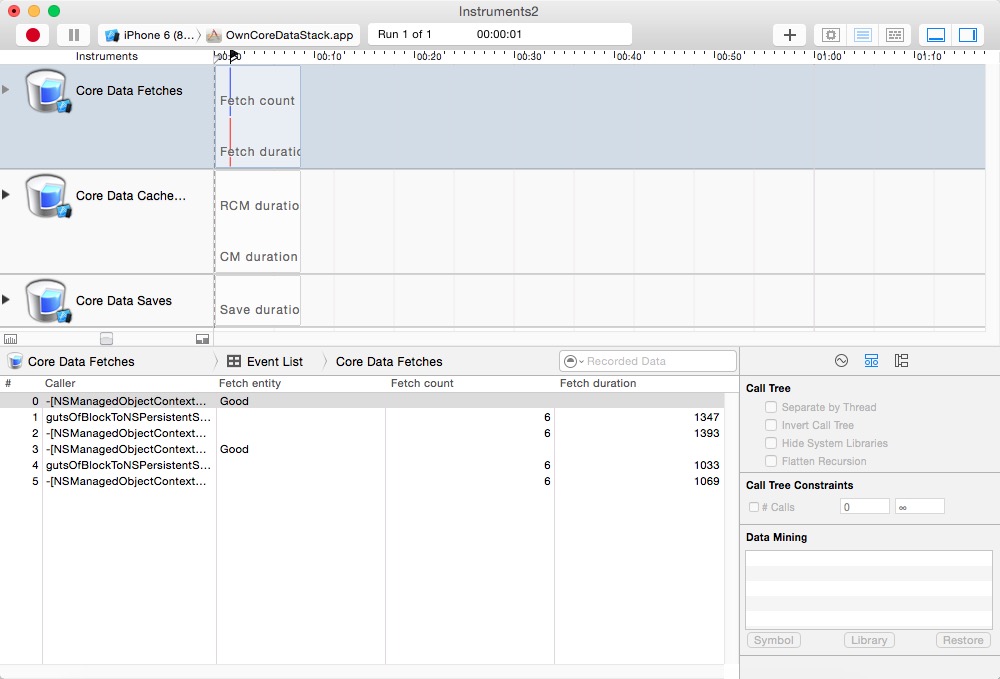 Instruments2
iPhone 6 (8... OwnCoreDataStack.app
Run 1 of 1 00:00:01
Instruments 00:10 00:20 00:30 00:40 00:50 01:00 01:10
Core Data Fetches
Fetch count
Fetch duratio
Core Data Cache...
RCM duratio
CM duration
Core Data Saves
Save duratio
Core Data Fetches Event List Core Data Fetches Recorded Data
# Caller Fetch entity Fetch count Fetch duration
0 -[NSManagedObjectContext... Good
1 gutsOfBlockToNSPersistentS... 6 1347
2 -[NSManagedObjectContext... 6 1393
3 -[NSManagedObjectContext... Good
4 gutsOfBlockToNSPersistentS... 6 1033
5 -[NSManagedObjectContext... 6 1069
Call Tree
Separate by Thread
Invert Call Tree
Hide System Libraries
Flatten Recursion
Call Tree Constraints
# Calls 0 ∞
Data Mining
Symbol Library Restore